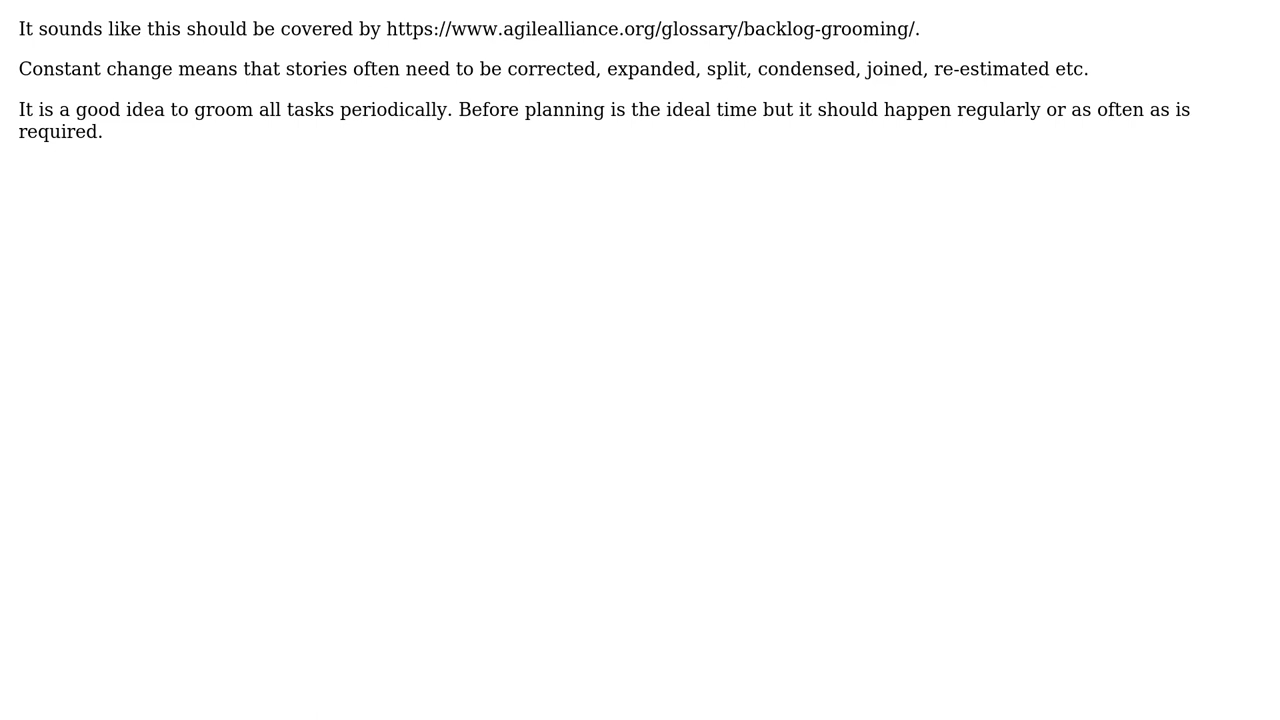 It sounds like this should be covered by https://www.agilealliance.org/glossary/backlog-grooming/.
Constant change means that stories often need to be corrected, expanded, split, condensed, joined, re-estimated etc.
It is a good idea to groom all tasks periodically. Before planning is the ideal time but it should happen regularly or as often as is
required.